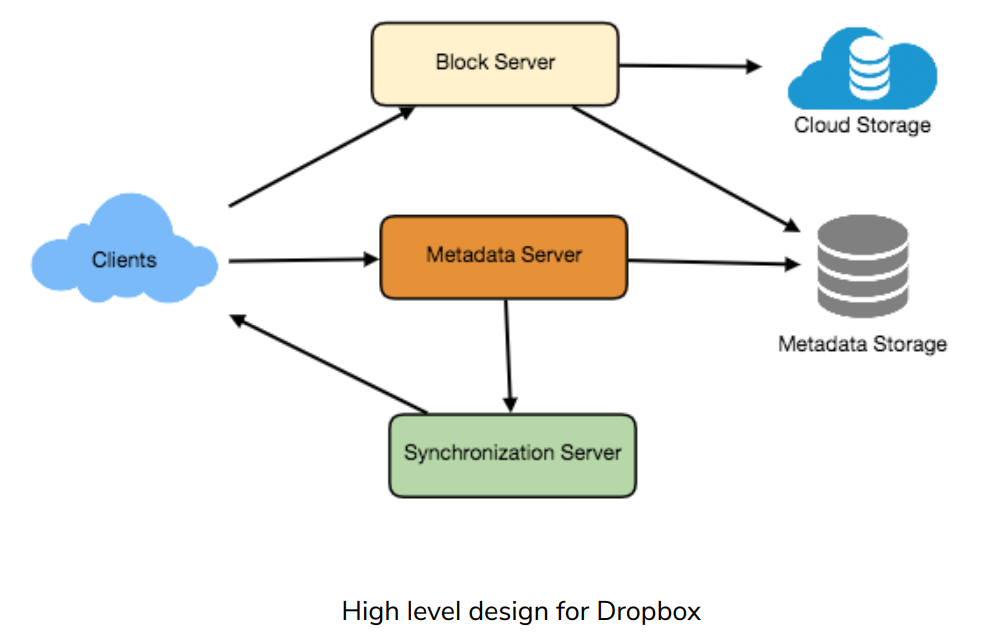 Block Server
Cloud Storage
Clients
Metadata Server
Metadata Storage
Synchronization Server
High level design for Dropbox